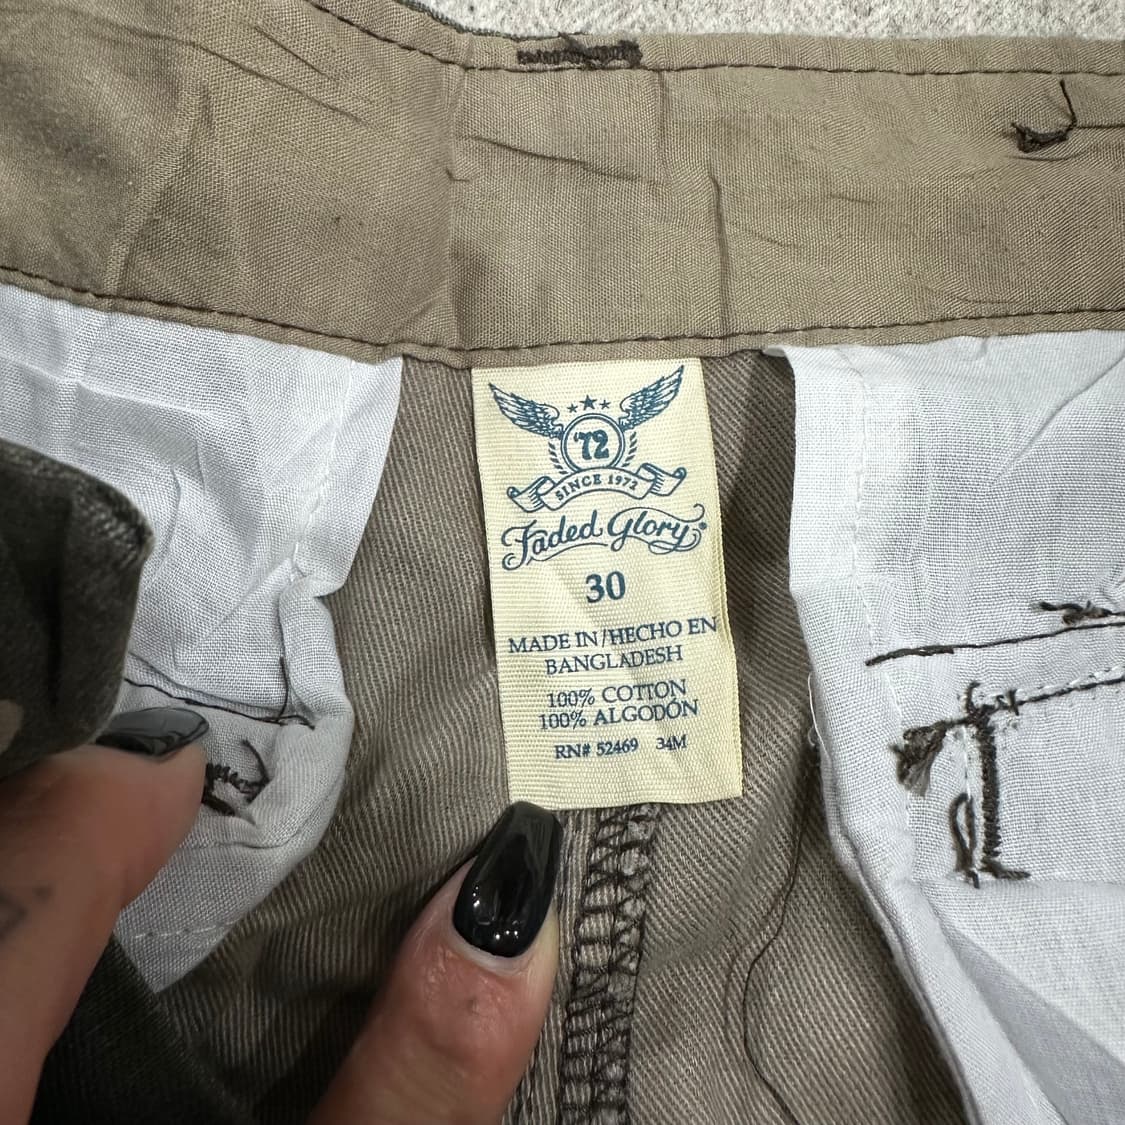 '72
SINCE 1972
Faded Glory®
30
MADE IN/HECHO EN
BANGLADESH
100% COTTON
100% ALGODÓN
RN# 52469 34M